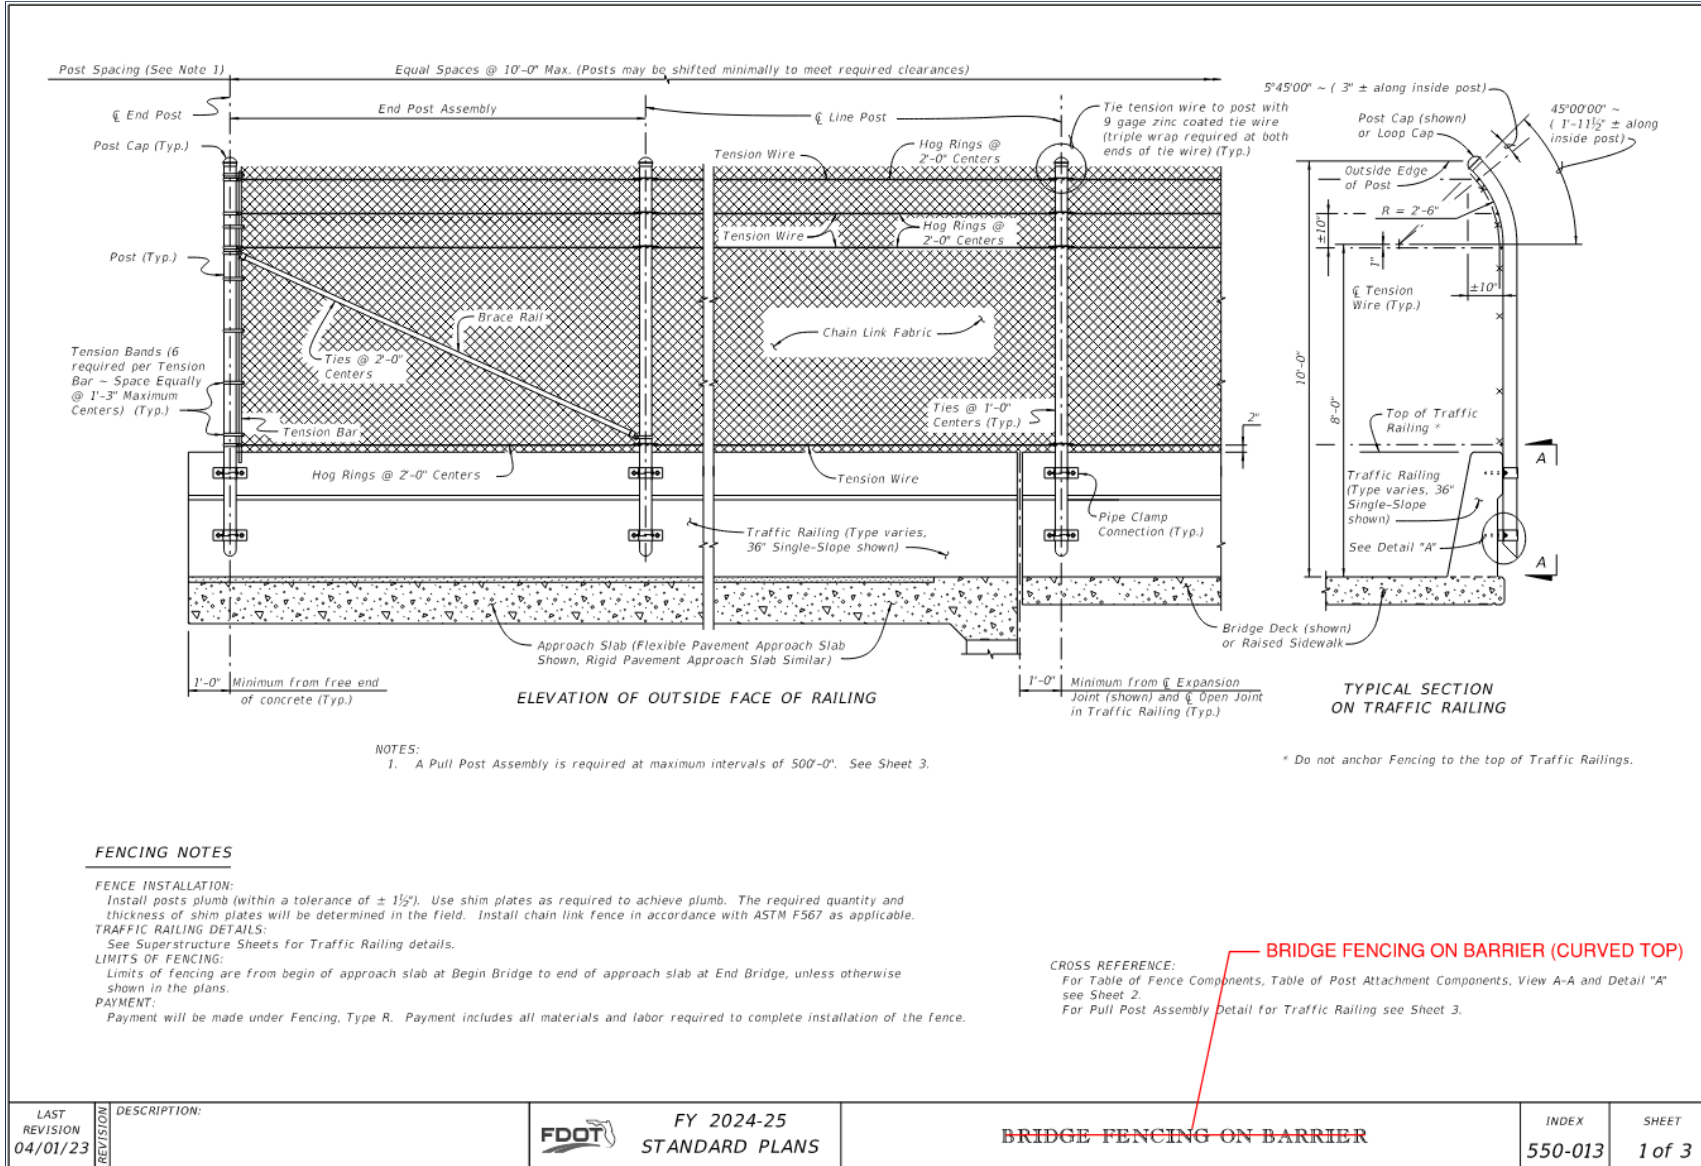 Post Spacing (See Note 1)
Equal Spaces @ 10'-0" Max. (Posts may be shifted minimally to meet required clearances)
℄ End Post
End Post Assembly
℄ Line Post
Post Cap (Typ.)
Tension Wire
Hog Rings @
2'-0" Centers
Tie tension wire to post with
9 gage zinc coated tie wire
(triple wrap required at both
ends of tie wire) (Typ.)
Tension Wire
Hog Rings @
2'-0" Centers
Post (Typ.)
Brace Rail
Ties @ 2'-0"
Centers
Chain Link Fabric
Tension Bands (6
required per Tension
Bar ~ Space Equally
@ 1'-3" Maximum
Centers) (Typ.)
Tension Bar
Ties @ 1'-0"
Centers (Typ.)
2"
Hog Rings @ 2'-0" Centers
Tension Wire
Traffic Railing (Type varies,
36" Single-Slope shown)
Pipe Clamp
Connection (Typ.)
Approach Slab (Flexible Pavement Approach Slab
Shown, Rigid Pavement Approach Slab Similar)
Bridge Deck (shown)
or Raised Sidewalk
1'-0"
Minimum from free end
of concrete (Typ.)
ELEVATION OF OUTSIDE FACE OF RAILING
1'-0"
Minimum from ℄ Expansion
Joint (shown) and ℄ Open Joint
in Traffic Railing (Typ.)
5°45'00" ~ ( 3" ± along inside post)
45°00'00" ~
( 1'-11½" ± along
inside post)
Post Cap (shown)
or Loop Cap
Outside Edge
of Post
R = 2'-6"
±10"
1"
℄ Tension
Wire (Typ.)
±10"
10'-0"
8'-0"
Top of Traffic
Railing *
A
Traffic Railing
(Type varies, 36"
Single-Slope
shown)
See Detail "A"
A
TYPICAL SECTION
ON TRAFFIC RAILING
NOTES:
1. A Pull Post Assembly is required at maximum intervals of 500'-0". See Sheet 3.
* Do not anchor Fencing to the top of Traffic Railings.
FENCING NOTES
FENCE INSTALLATION:
Install posts plumb (within a tolerance of ± 1½"). Use shim plates as required to achieve plumb. The required quantity and
thickness of shim plates will be determined in the field. Install chain link fence in accordance with ASTM F567 as applicable.
TRAFFIC RAILING DETAILS:
See Superstructure Sheets for Traffic Railing details.
LIMITS OF FENCING:
Limits of fencing are from begin of approach slab at Begin Bridge to end of approach slab at End Bridge, unless otherwise
shown in the plans.
PAYMENT:
Payment will be made under Fencing, Type R. Payment includes all materials and labor required to complete installation of the fence.
BRIDGE FENCING ON BARRIER (CURVED TOP)
CROSS REFERENCE:
For Table of Fence Components, Table of Post Attachment Components, View A-A and Detail "A"
see Sheet 2.
For Pull Post Assembly Detail for Traffic Railing see Sheet 3.
LAST
REVISION
04/01/23
REVISION
DESCRIPTION:
FDOT
FY 2024-25
STANDARD PLANS
BRIDGE FENCING ON BARRIER
INDEX
550-013
SHEET
1 of 3